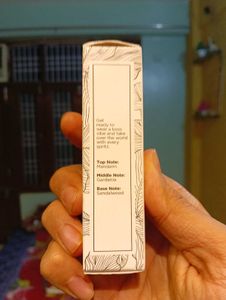 Get
ready to
wear a boss
vibe and take
over the world
with every
spritz.
Top Note:
Mandarin
Middle Note:
Gardenia
Base Note:
Sandalwood